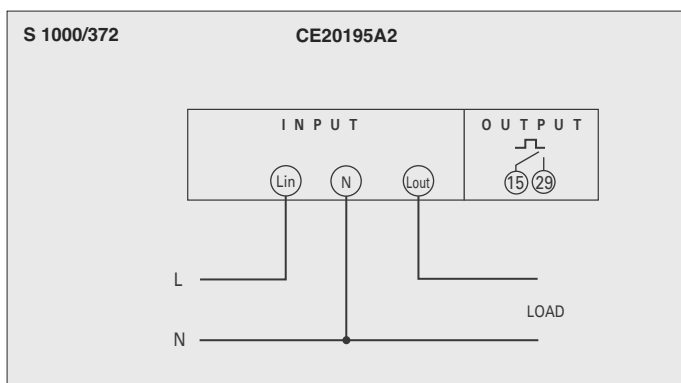 S 1000/372 CE20195A2
INPUT OUTPUT
Lin N Lout 15 29
L
LOAD
N